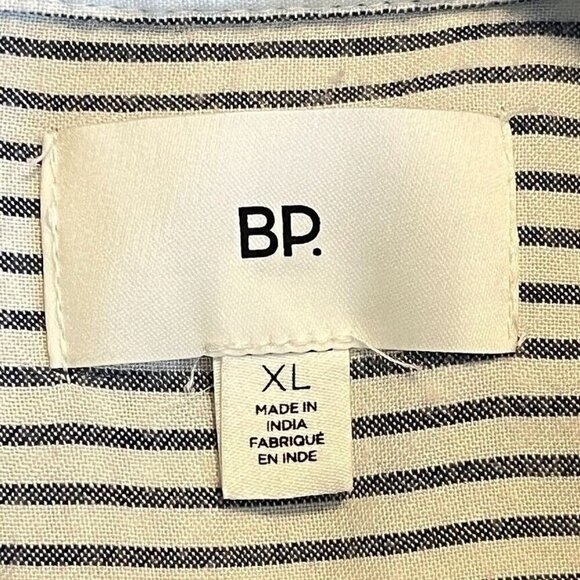 BP.
XL
MADE IN
INDIA
FABRIQUÉ
EN INDE